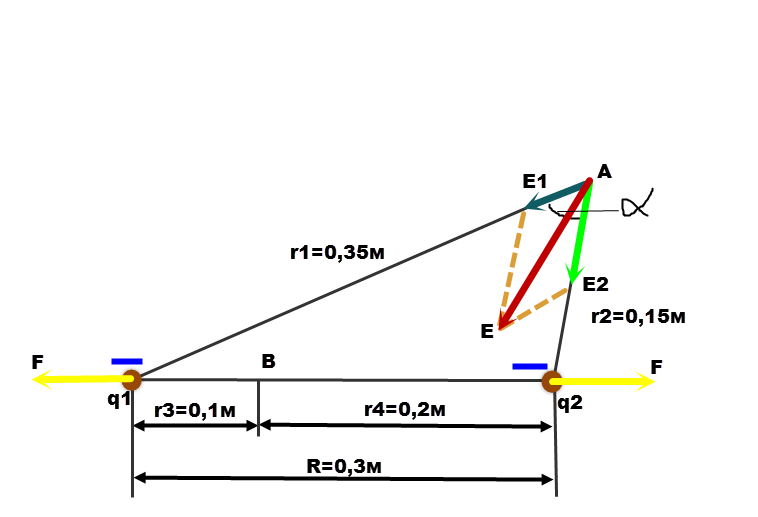 E1
A
α
r1=0,35м
E2
r2=0,15м
E
F
B
F
q1
q2
r3=0,1м
r4=0,2м
R=0,3м